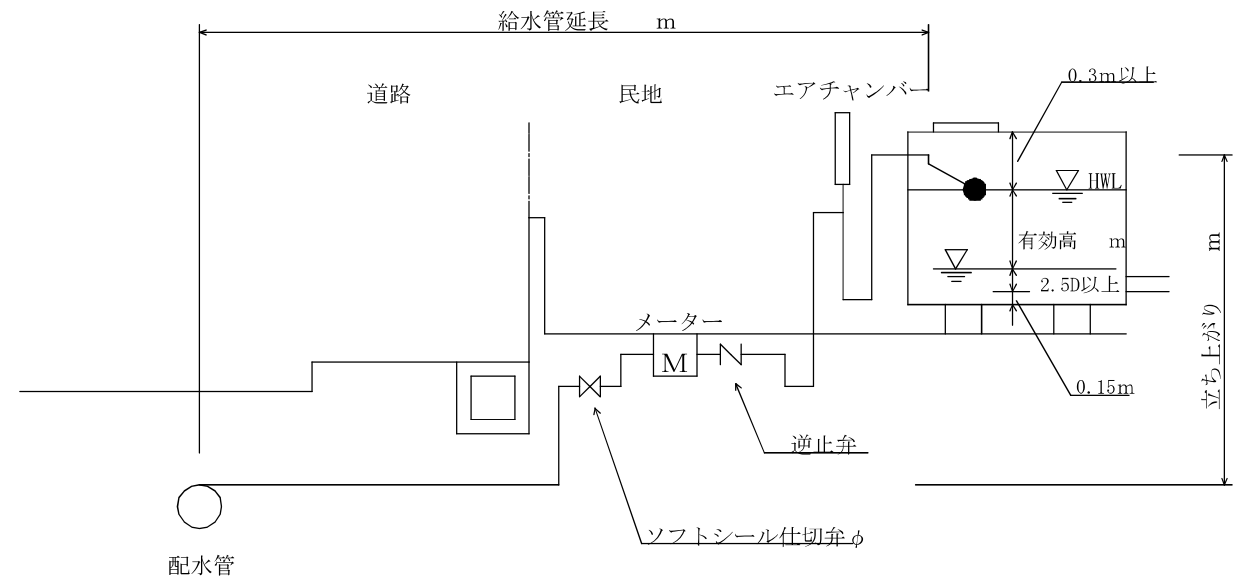 給水管延長 m
0.3m以上
道路
民地
エアチャンバー
HWL
有効高 m
m
2.5D以上
メーター
M
立ち上がり
0.15m
逆止弁
ソフトシール仕切弁φ
配水管